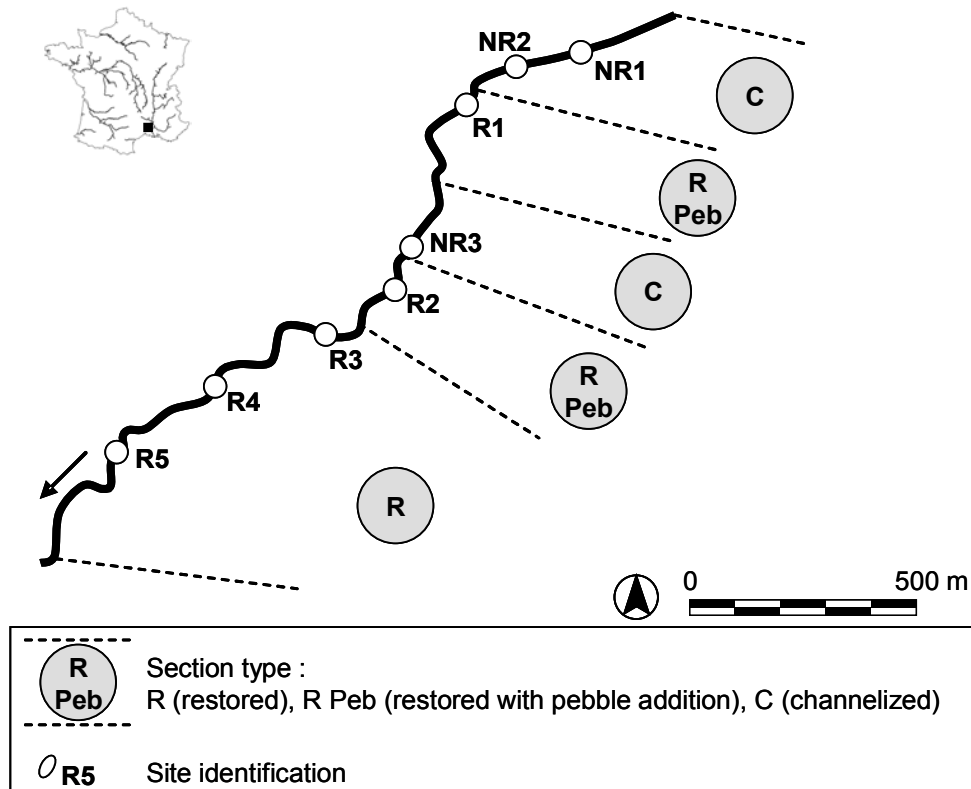 NR2
NR1
C
R1
R
Peb
NR3
C
R2
R3
R
Peb
R4
R5
R
0 500 m
R
Peb
Section type :
R (restored), R Peb (restored with pebble addition), C (channelized)
R5 Site identification